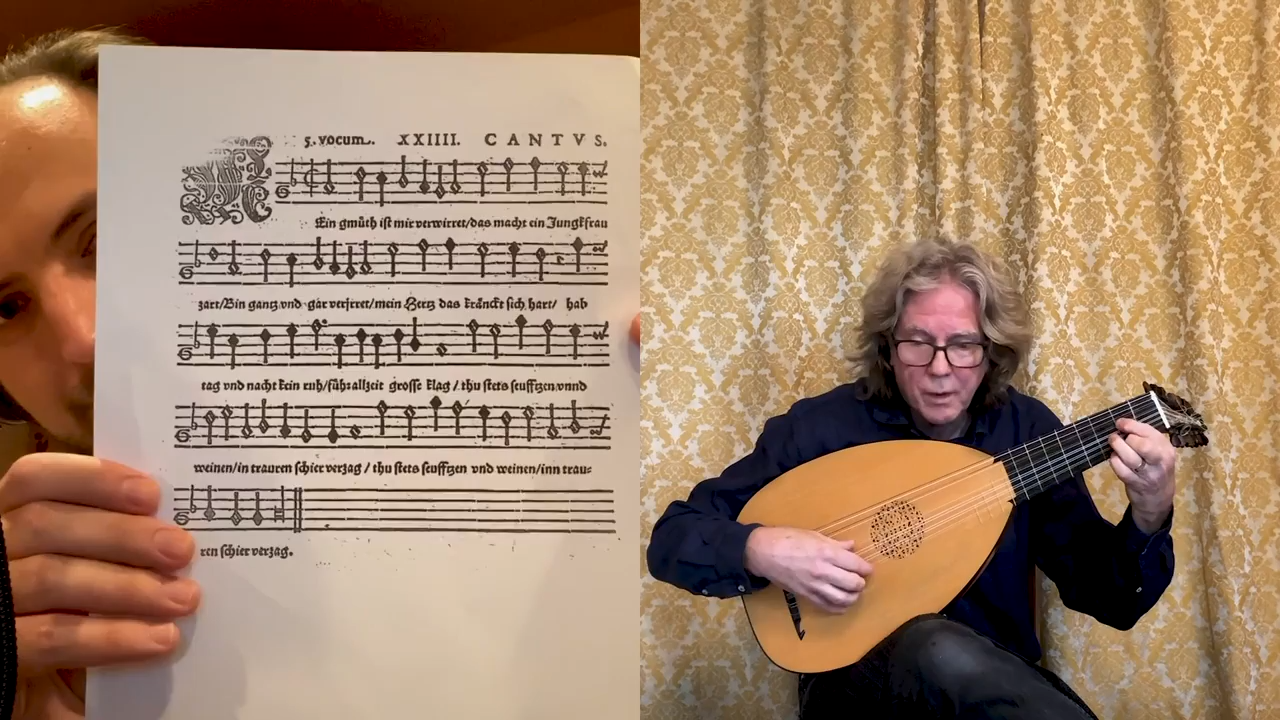 5. vocum. XXIIII. CANTVS.
Ein gmüth ist mir verwirret/das macht ein Jungkfrau
zart/Bin gantz vnd gar verjrret/mein Hertz das kränckt sich hart/ hab
tag vnd nacht kein ruh/führ allzeit grosse klag / thu stets seufftzen vnnd
weinen/in trauren schier verzag / thu stets seufftzen vnd weinen/inn trau=
ren schier verzag.